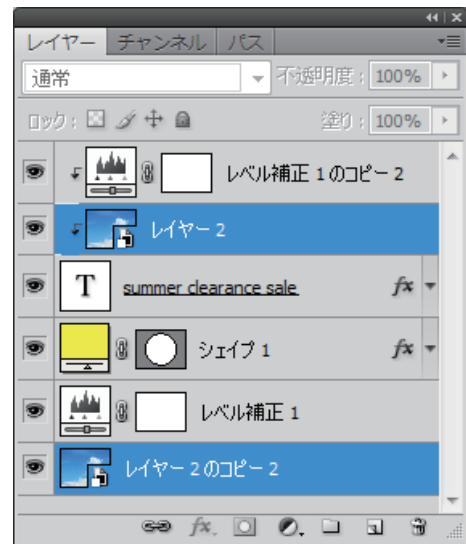 レイヤー チャンネル パス
通常 不透明度: 100%
ロック: 塗り: 100%
レベル補正 1 のコピー 2
レイヤー 2
T summer clearance sale fx
シェイプ 1 fx
レベル補正 1
レイヤー 2 のコピー 2
fx.